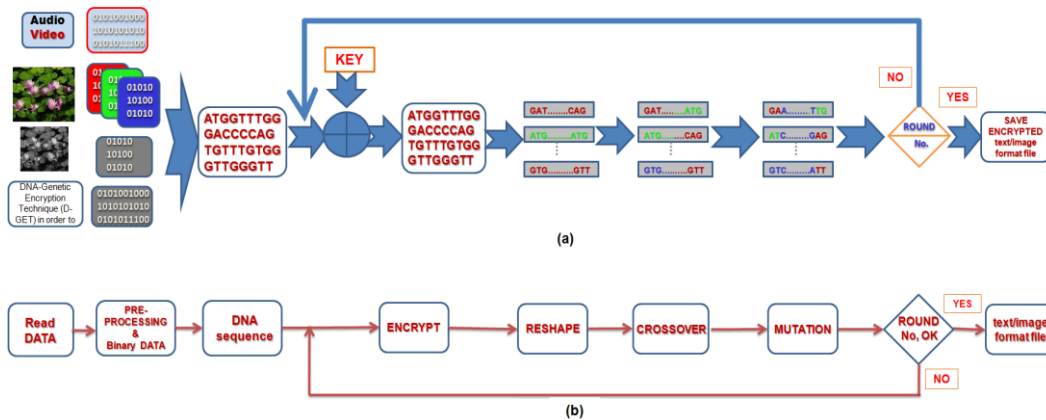 Audio
Video
0101001000
1010101010
0101011100
01010
10100
01010
01010
10100
01010
DNA-Genetic
Encryption
Technique (D-
GET) in order to
0101001000
1010101010
0101011100
ATGGTTTGG
GACCCCAG
TGTTTGTGG
GTTGGGTT
KEY
ATGGTTTGG
GACCCCAG
TGTTTGTGG
GTTGGGTT
GAT........CAG
ATG.........ATG
GTG..........GTT
GAT......ATG
ATG.......CAG
GTG.........GTT
GAA........TTG
ATC.......GAG
GTC.......ATT
NO
ROUND
No.
YES
SAVE
ENCRYPTED
text/image
format file
(a)
Read
DATA
PRE-
PROCESSING
&
Binary DATA
DNA
sequence
ENCRYPT
RESHAPE
CROSSOVER
MUTATION
ROUND
No, OK
YES
text/image
format file
NO
(b)